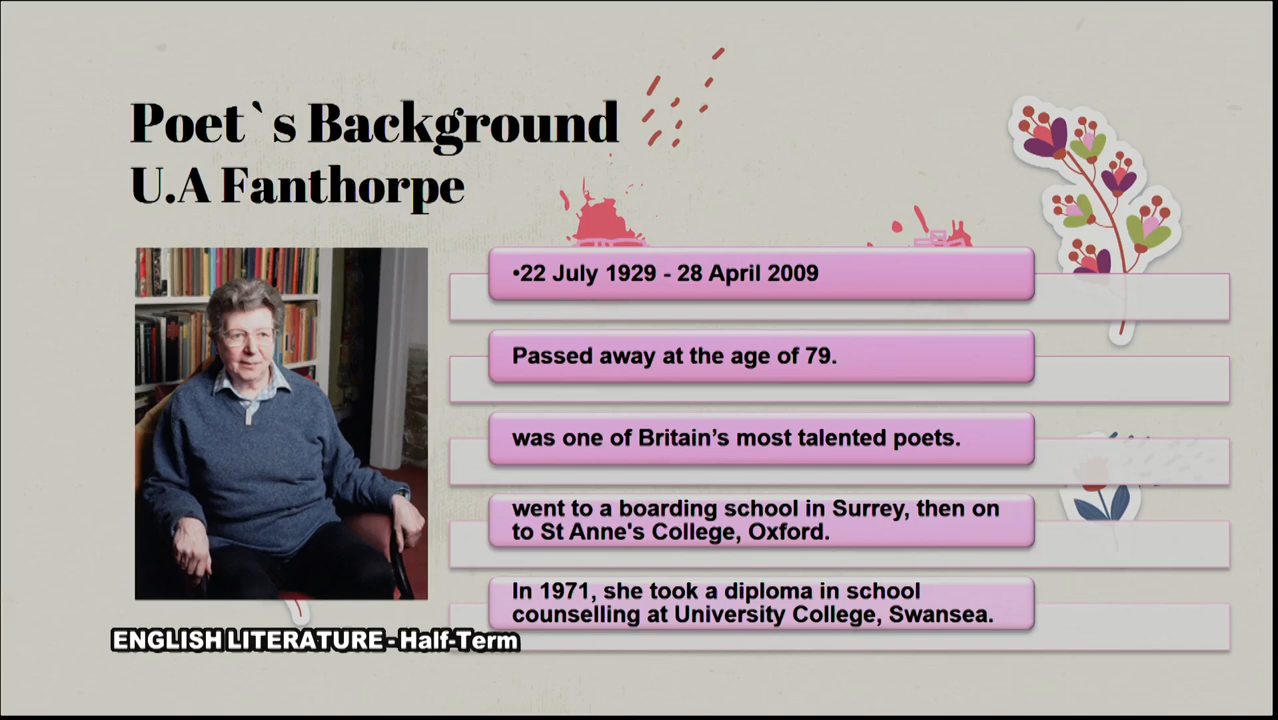 Poet`s Background
U.A Fanthorpe
•22 July 1929 - 28 April 2009
Passed away at the age of 79.
was one of Britain’s most talented poets.
went to a boarding school in Surrey, then on
to St Anne's College, Oxford.
In 1971, she took a diploma in school
counselling at University College, Swansea.
ENGLISH LITERATURE - Half-Term